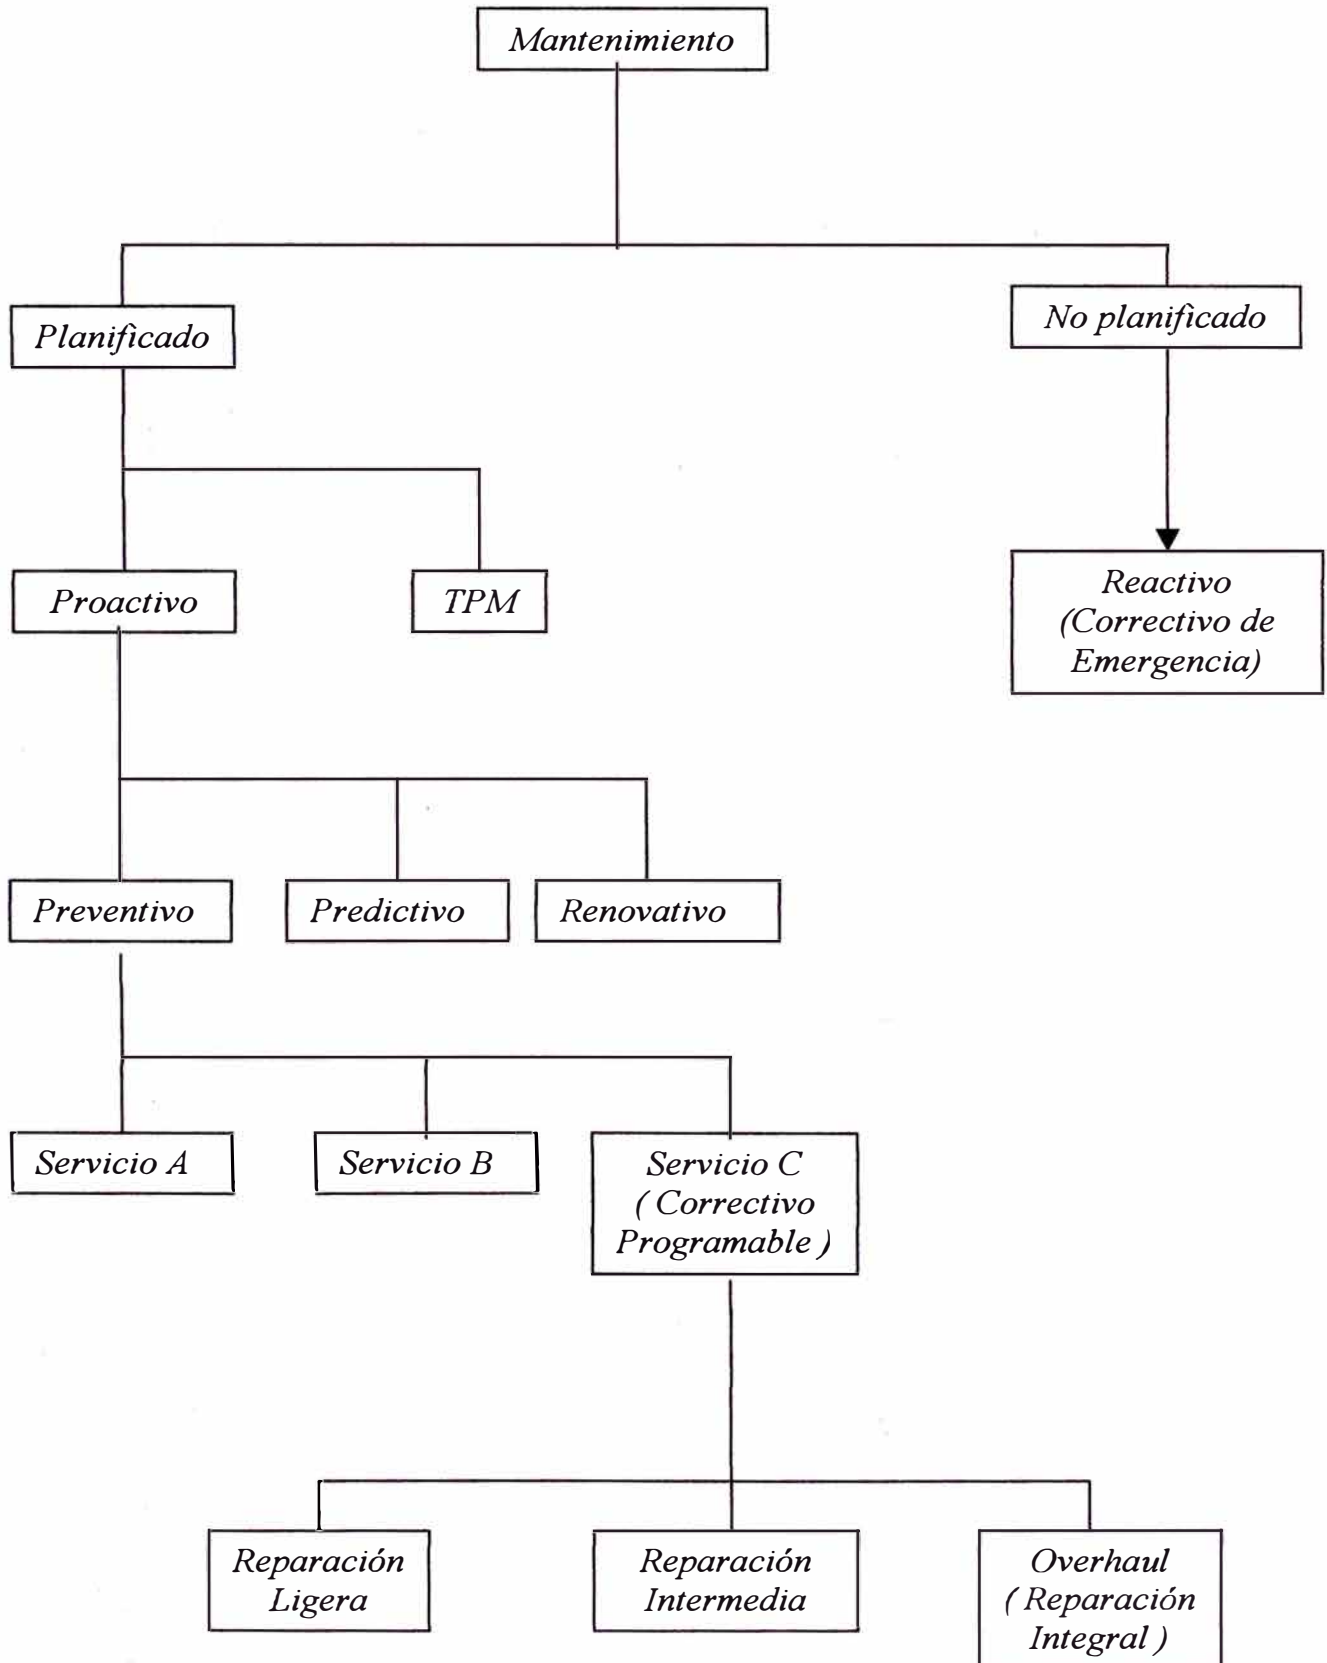 Mantenimiento
Planificado
No planificado
Proactivo
TPM
Reactivo
(Correctivo de
Emergencia)
Preventivo
Predictivo
Renovativo
Servicio A
Servicio B
Servicio C
( Correctivo
Programable )
Reparación
Ligera
Reparación
Intermedia
Overhaul
( Reparación
Integral )